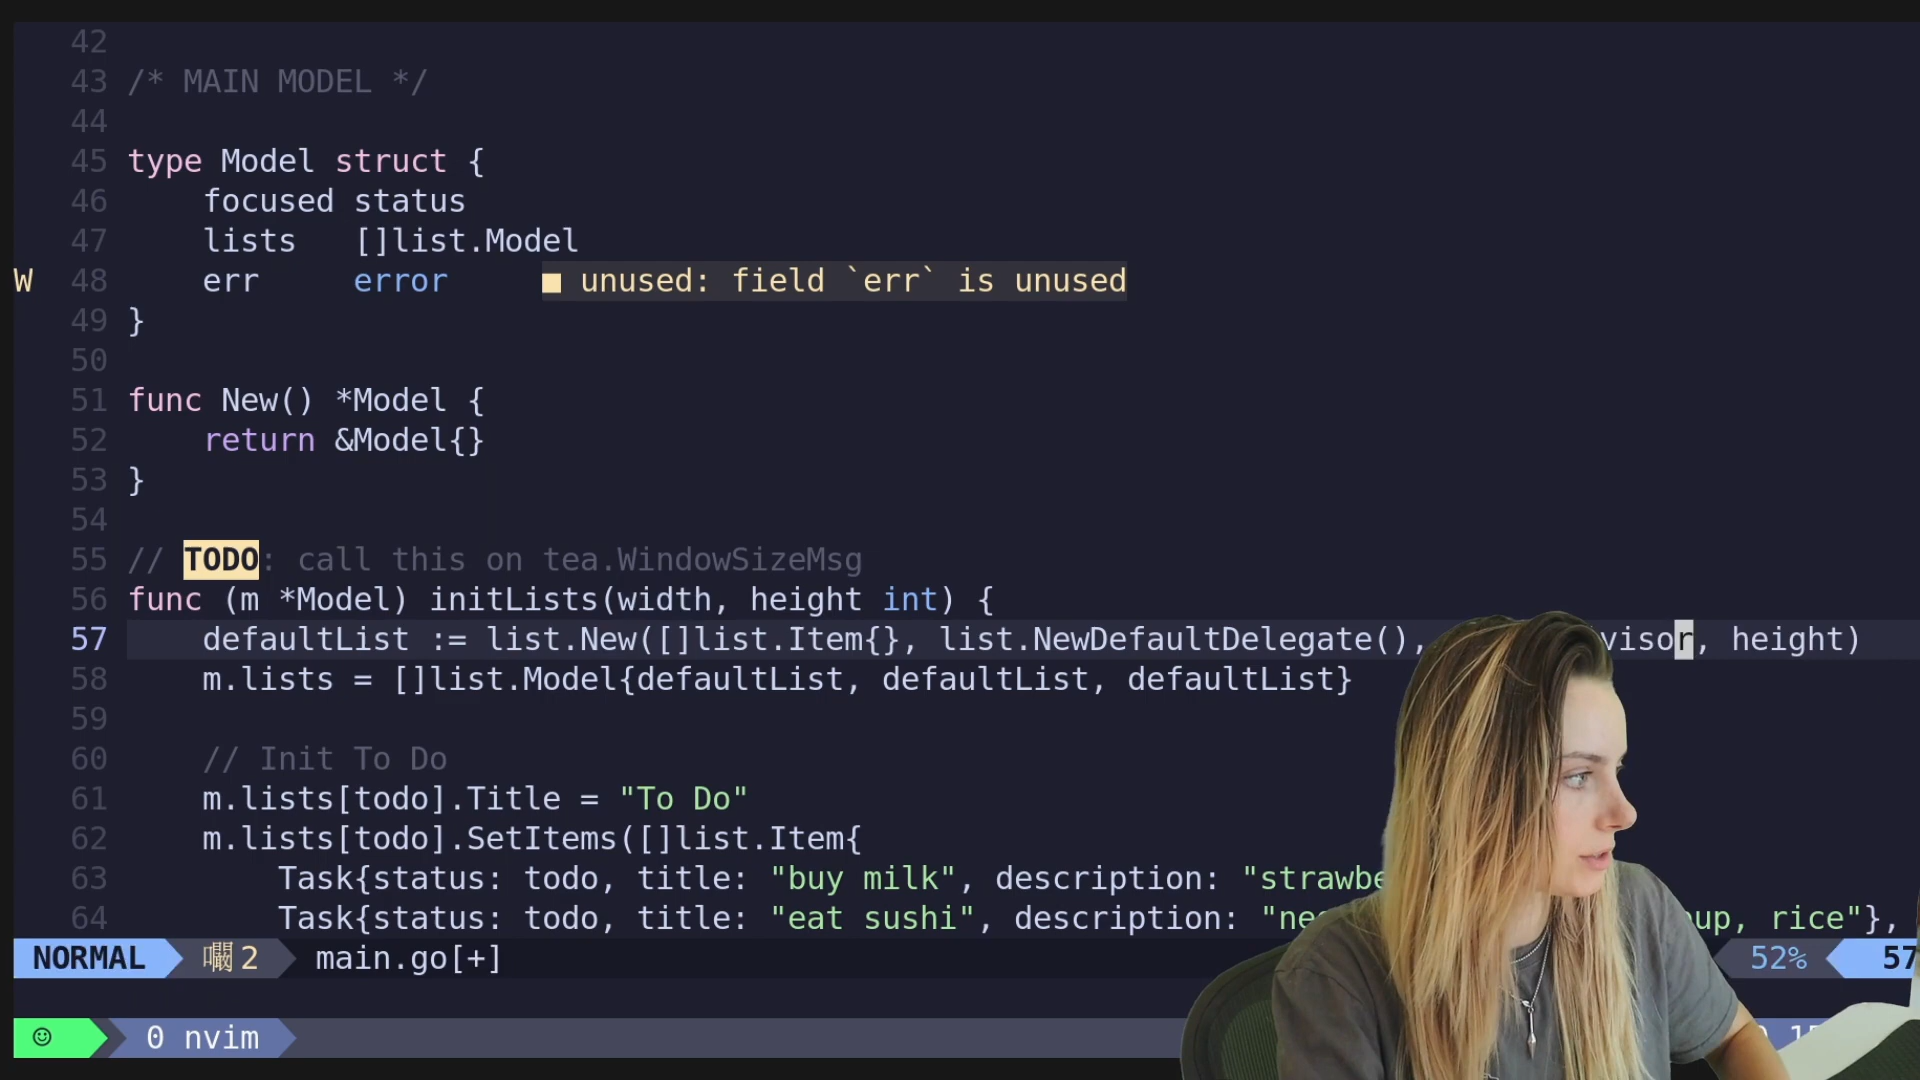 42
43 /* MAIN MODEL */
44
45 type Model struct {
46 focused status
47 lists []list.Model
W 48 err error ■ unused: field `err` is unused
49 }
50
51 func New() *Model {
52 return &Model{}
53 }
54
55 // TODO: call this on tea.WindowSizeMsg
56 func (m *Model) initLists(width, height int) {
57 defaultList := list.New([]list.Item{}, list.NewDefaultDelegate(), visor, height)
58 m.lists = []list.Model{defaultList, defaultList, defaultList}
59
60 // Init To Do
61 m.lists[todo].Title = "To Do"
62 m.lists[todo].SetItems([]list.Item{
63 Task{status: todo, title: "buy milk", description: "strawbe
64 Task{status: todo, title: "eat sushi", description: "ne up, rice"},
NORMAL 2 main.go[+] 52% 57
0 nvim